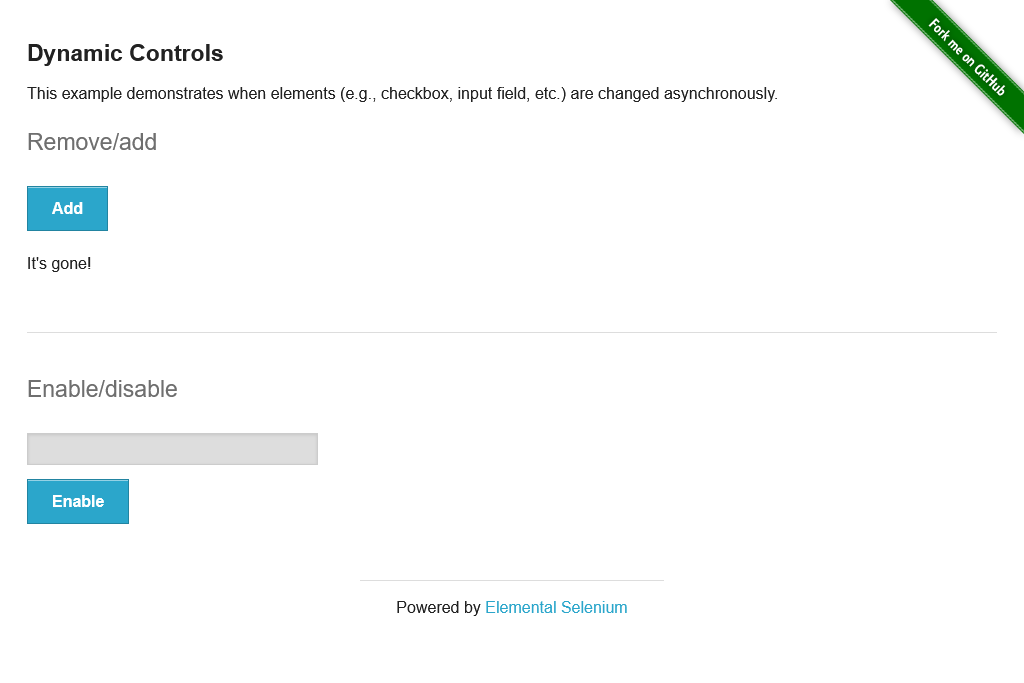 Fork me on GitHub
Dynamic Controls
This example demonstrates when elements (e.g., checkbox, input field, etc.) are changed asynchronously.
Remove/add
Add
It's gone!
Enable/disable
Enable
Powered by Elemental Selenium